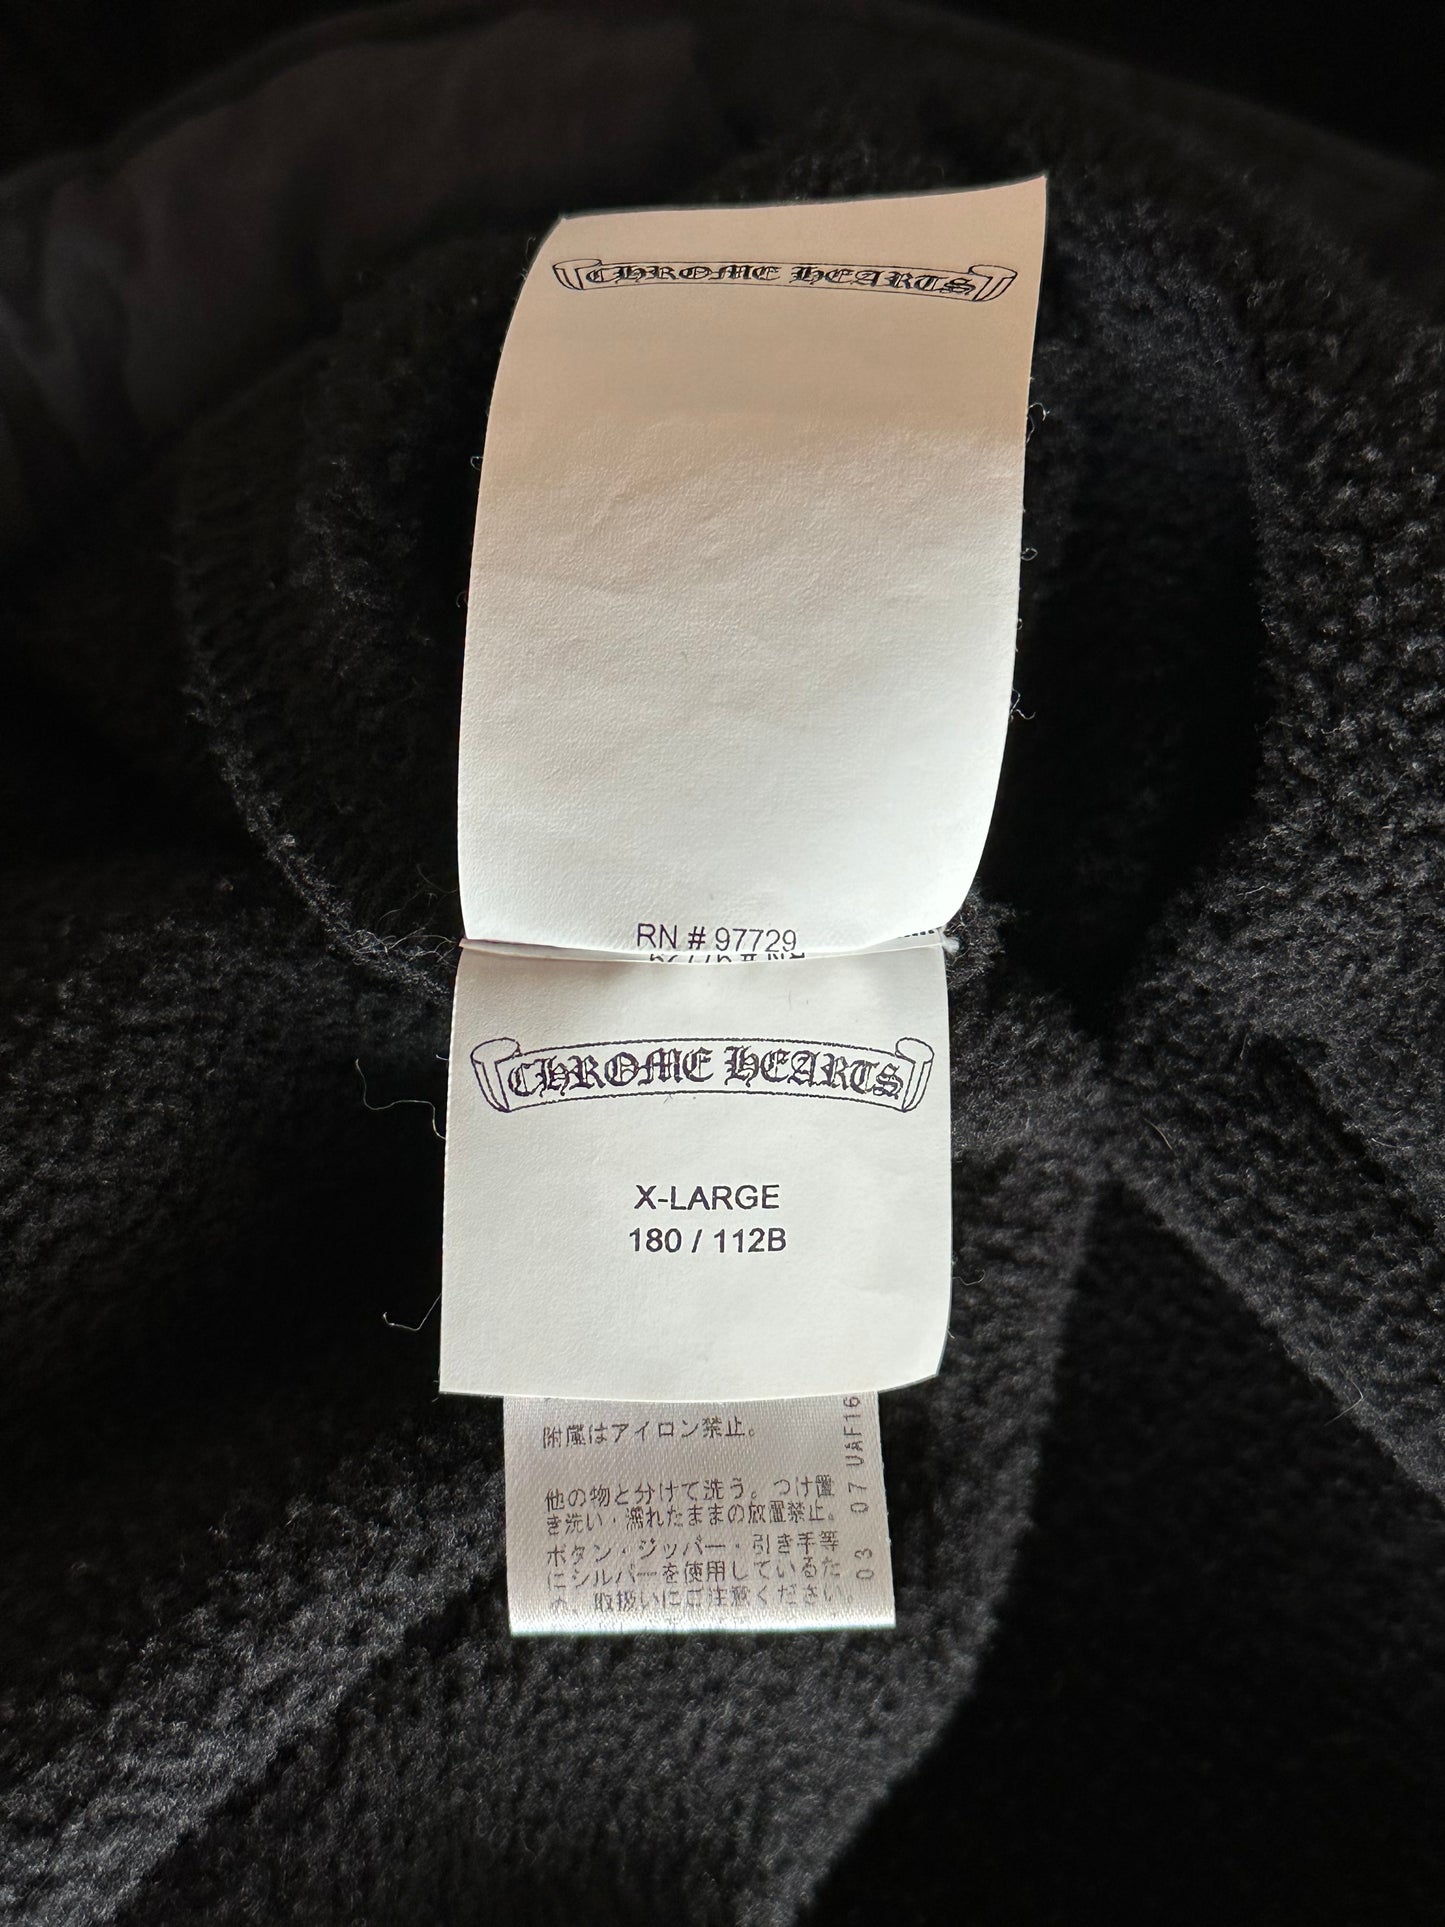 CHROME HEARTS
RN # 97729
CHROME HEARTS
X-LARGE
180 / 112B
附属はアイロン禁止。
他の物と分けて洗う。つけ置
き洗い・濡れたままの放置禁止。
ボタン・ジッパー・引き手等
にシルバーを使用しているた
め、取扱いにご注意ください。
03 07 UAF16